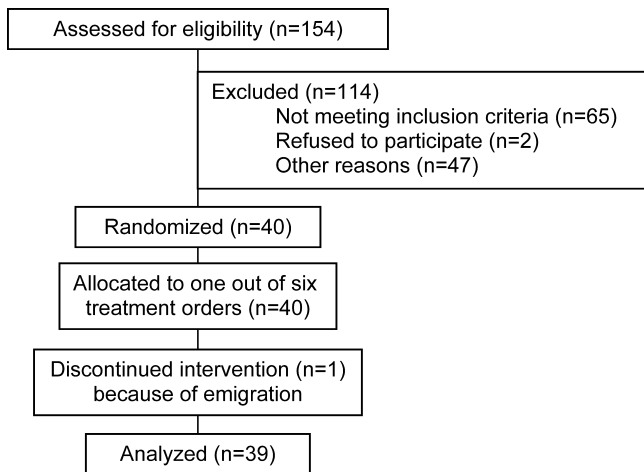 Assessed for eligibility (n=154)
Excluded (n=114)
Not meeting inclusion criteria (n=65)
Refused to participate (n=2)
Other reasons (n=47)
Randomized (n=40)
Allocated to one out of six
treatment orders (n=40)
Discontinued intervention (n=1)
because of emigration
Analyzed (n=39)